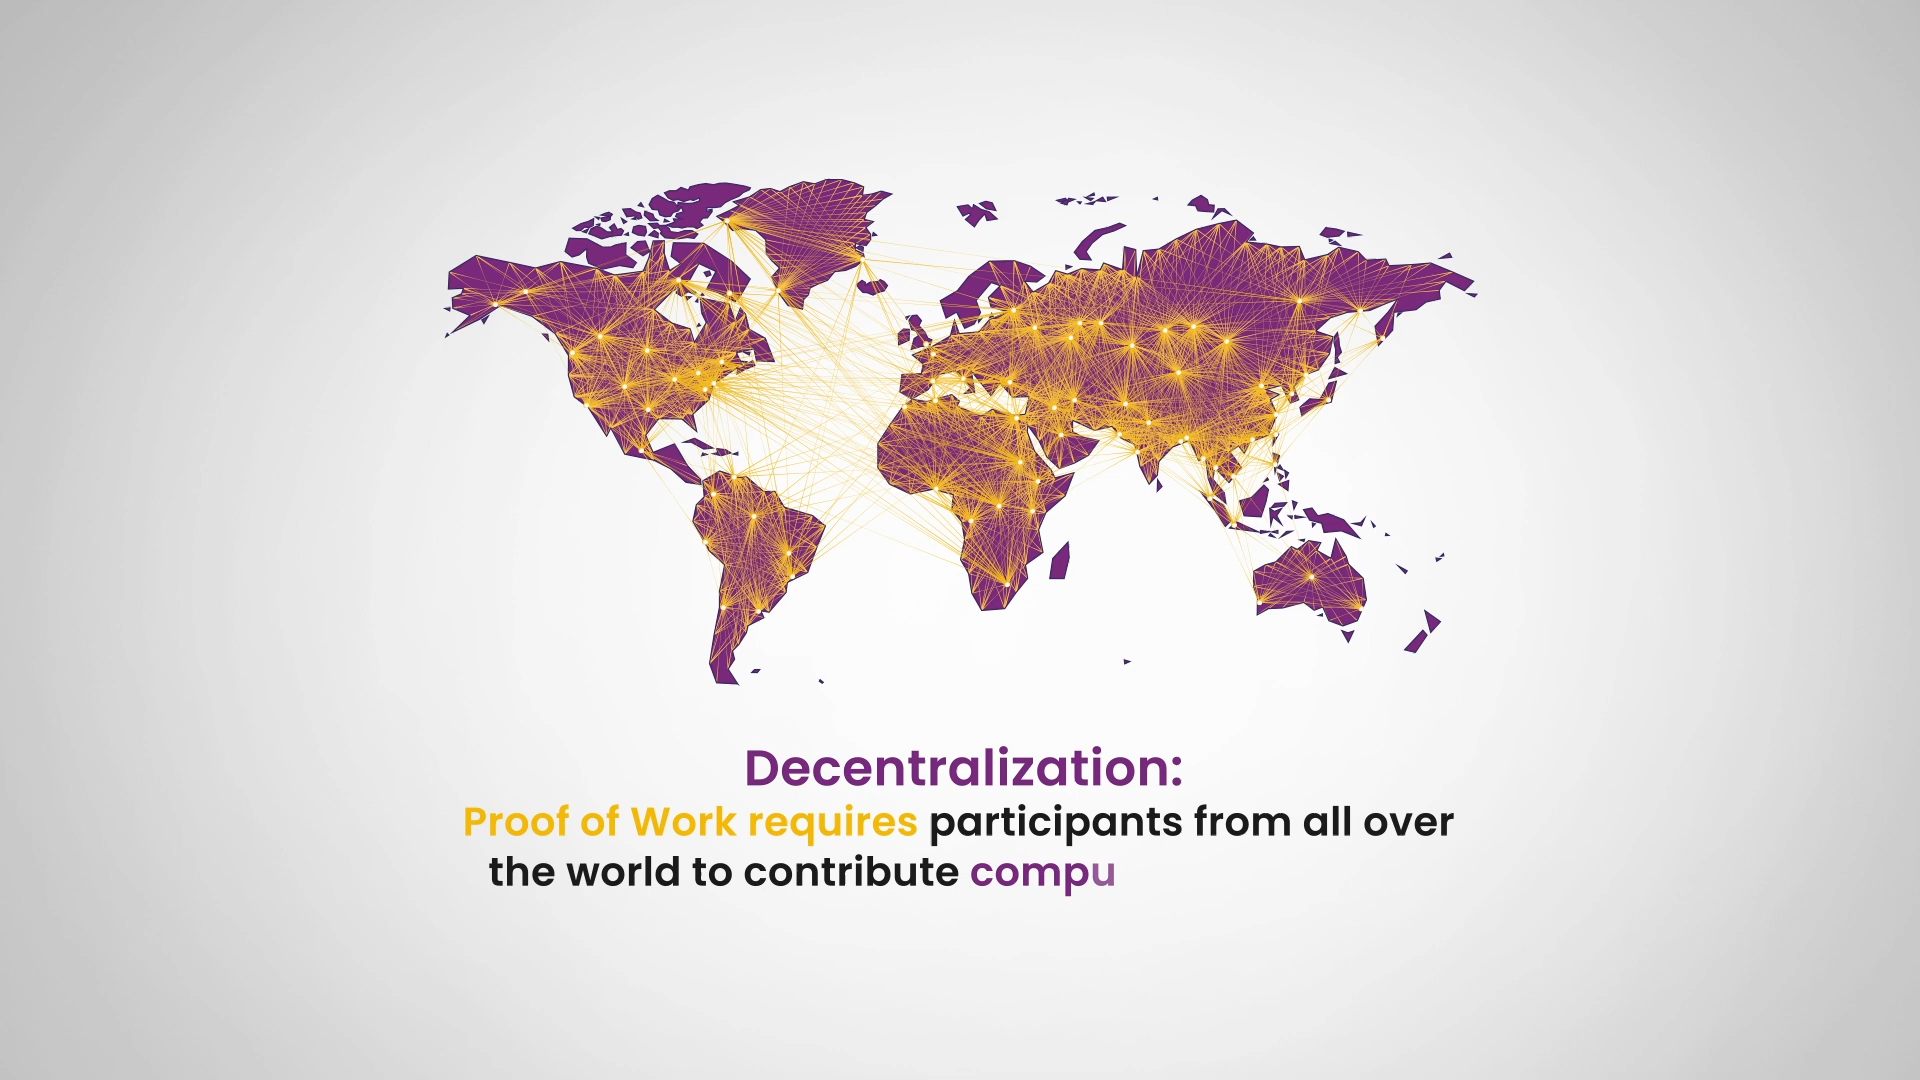 Decentralization:
Proof of Work requires participants from all over
the world to contribute compu